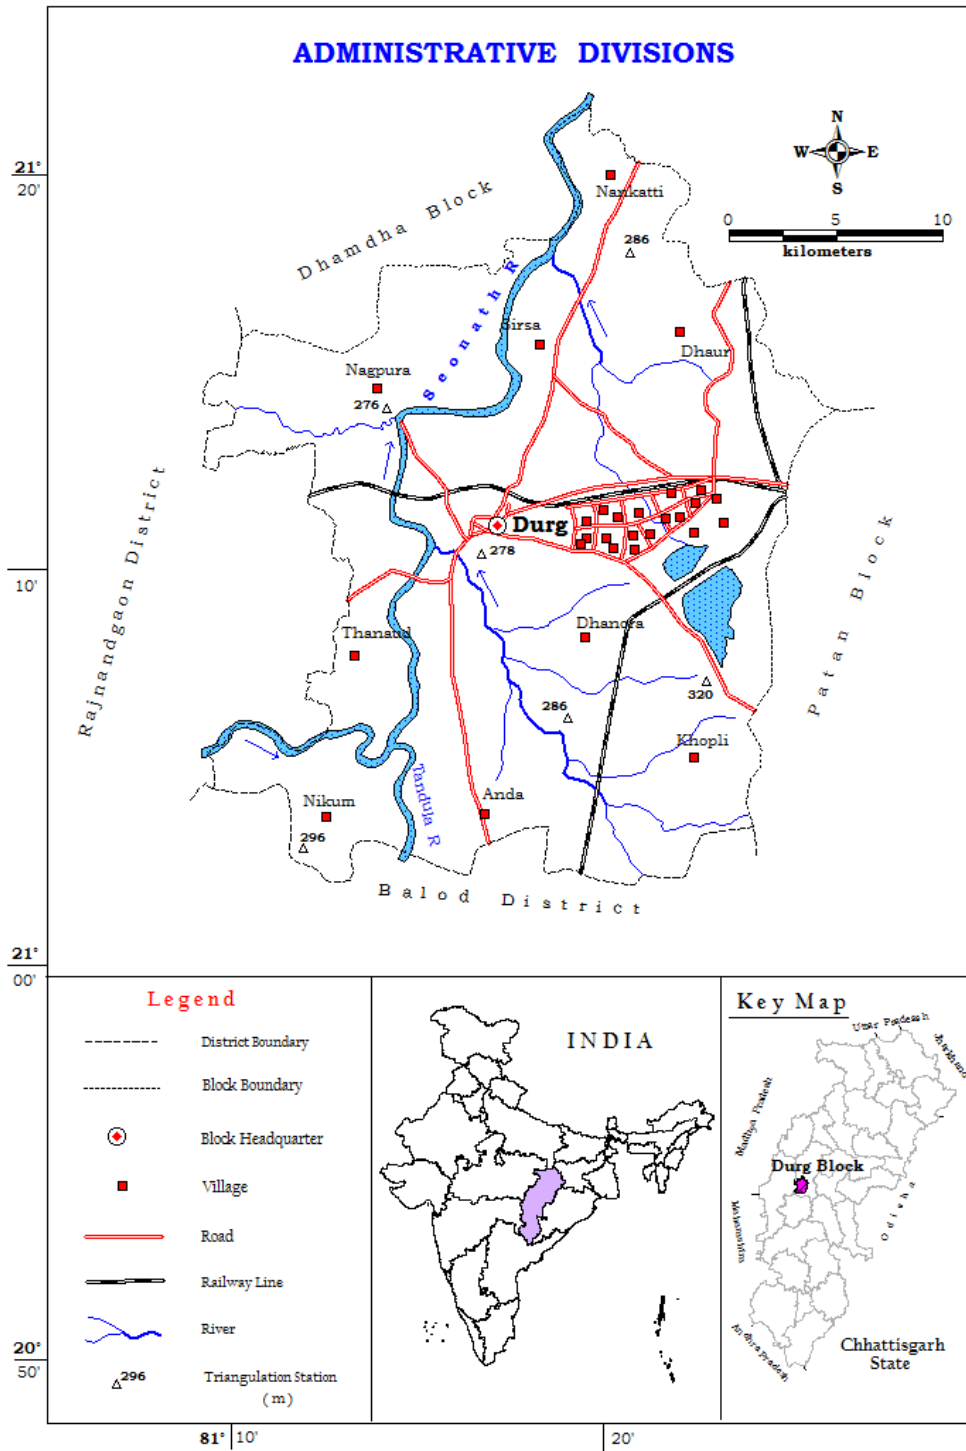 ADMINISTRATIVE DIVISIONS
N
W E
S
21°
20'
Nankatti
Dhamdha Block
0 5 10
kilometers
286
Seonath R
Sirsa
Dhaur
Nagpura
276
Rajnandgaon District
Durg
278
Patan Block
10'
Dhanora
Thanaud
320
286
Khopli
Tanduja R
Anda
Nikum
296
Balod District
21°
00'
Legend
District Boundary
Block Boundary
Block Headquarter
Village
Road
Railway Line
River
296
Triangulation Station
(m)
INDIA
Key Map
Uttar Pradesh
Jharkhand
Madhya Pradesh
Durg Block
Odisha
Maharashtra
Andhra Pradesh
Chhattisgarh
State
20°
50'
81° 10'
20'